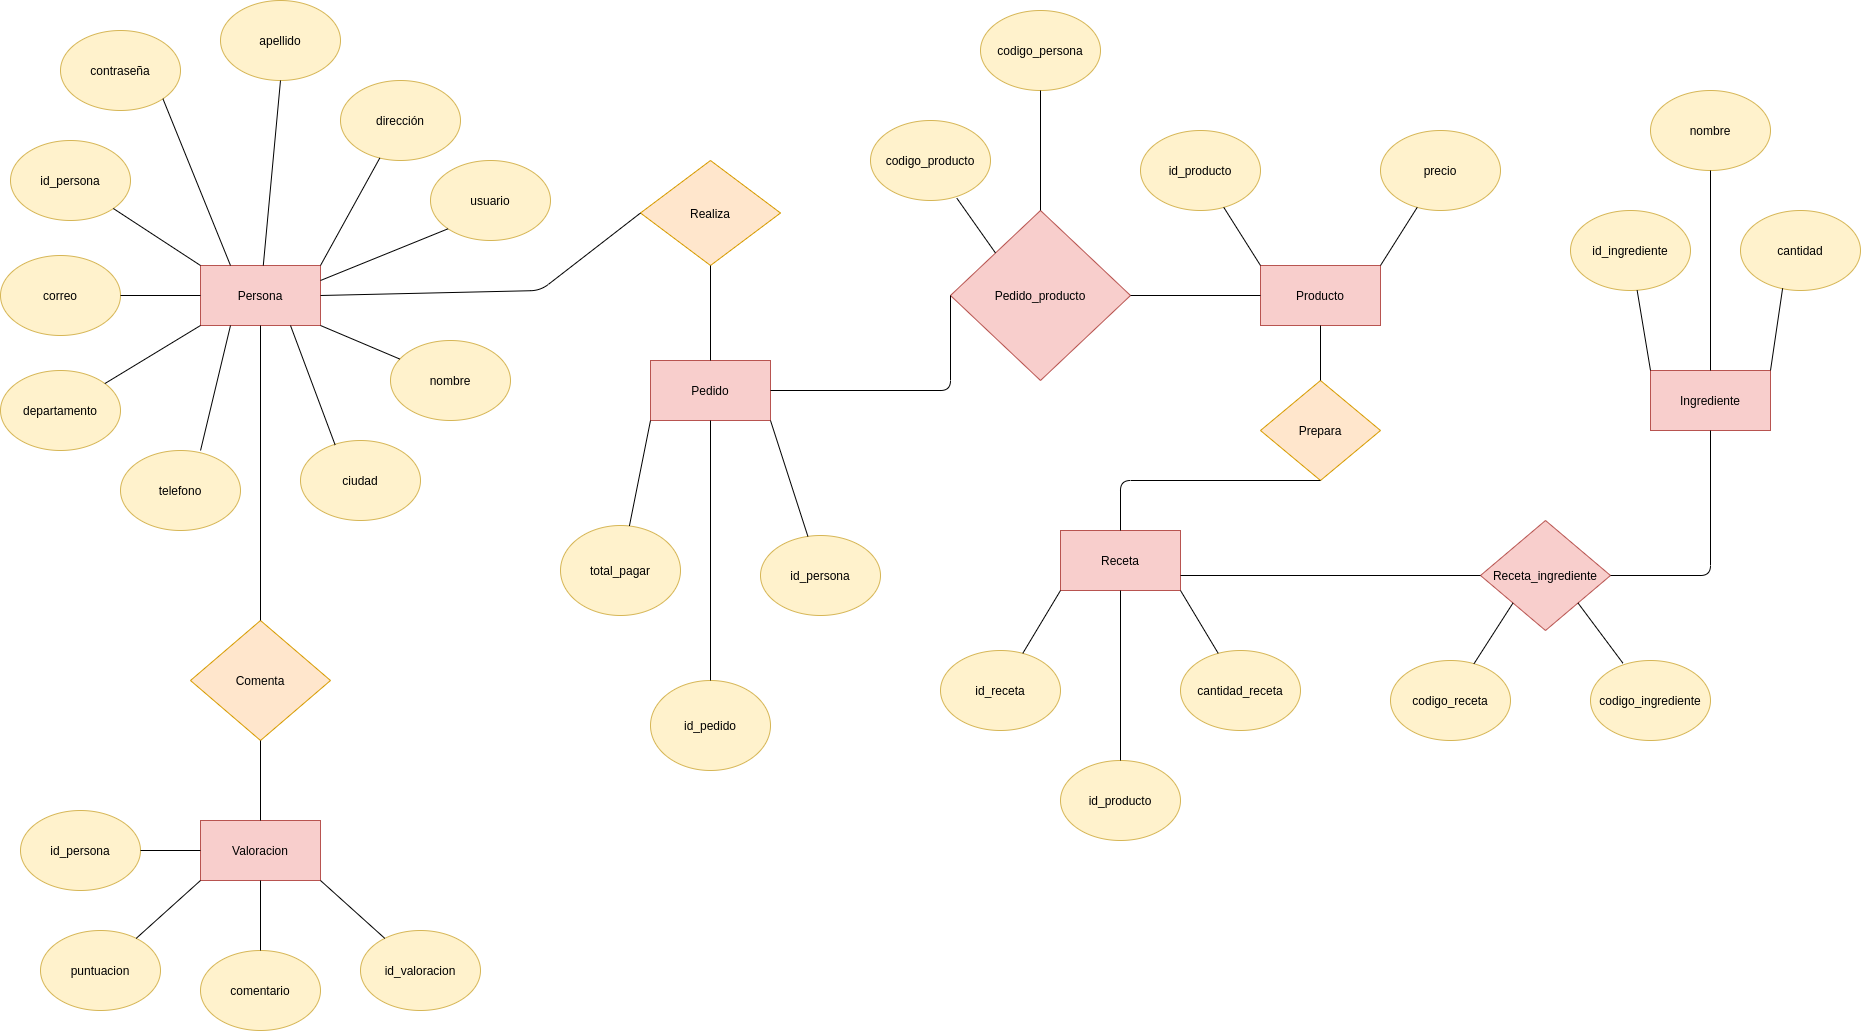 apellido
codigo_persona
contraseña
dirección
nombre
codigo_producto
id_producto
precio
id_persona
usuario
Realiza
id_ingrediente
cantidad
correo
Persona
Pedido_producto
Producto
nombre
Pedido
Ingrediente
departamento
Prepara
ciudad
telefono
Receta
total_pagar
id_persona
Receta_ingrediente
Comenta
id_receta
cantidad_receta
codigo_receta
codigo_ingrediente
id_pedido
id_producto
id_persona
Valoracion
puntuacion
id_valoracion
comentario